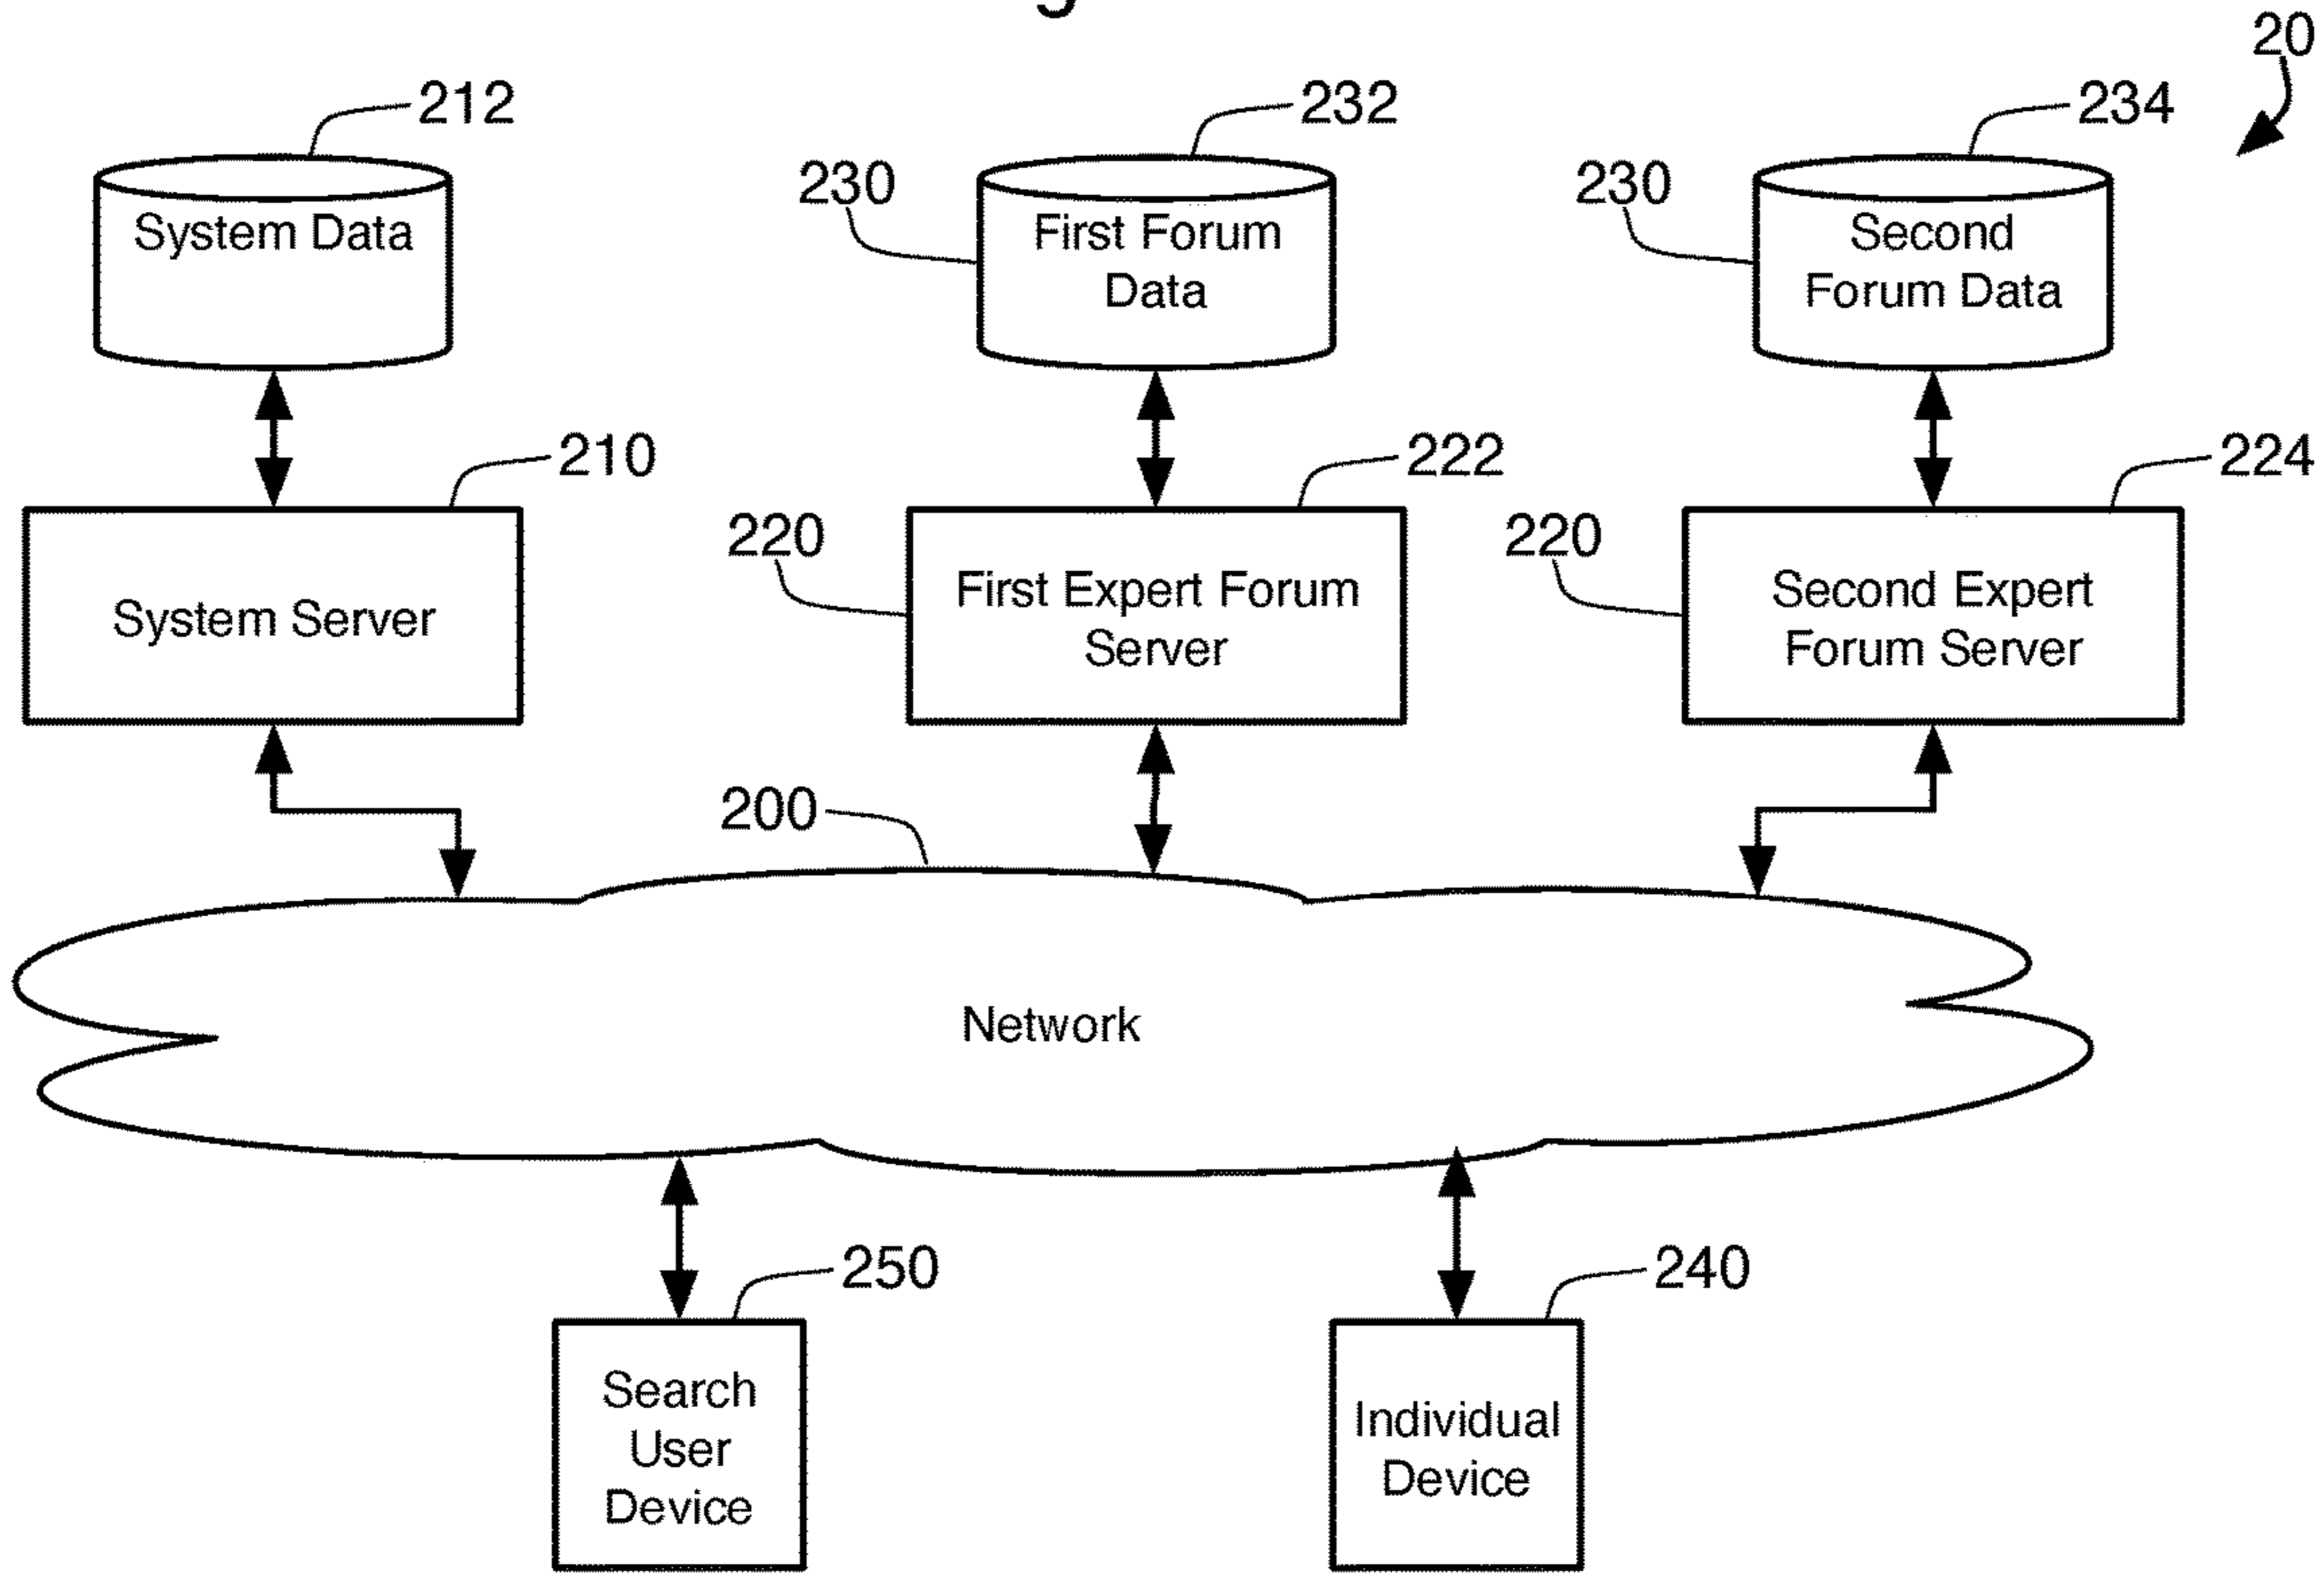 20
212
232
234
230
230
System Data
First Forum
Data
Second
Forum Data
210
222
224
220
220
System Server
First Expert Forum
Server
Second Expert
Forum Server
200
Network
250
240
Search
User
Device
Individual
Device